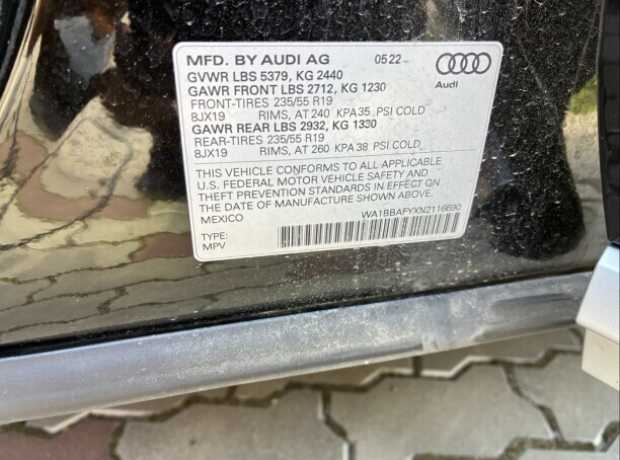 MFD. BY AUDI AG 05 22
GVWR LBS 5379, KG 2440
GAWR FRONT LBS 2712, KG 1230
FRONT-TIRES 235/55 R19
8JX19 RIMS, AT 240 KPA 35 PSI COLD
GAWR REAR LBS 2932, KG 1330
REAR-TIRES 235/55 R19
8JX19 RIMS, AT 260 KPA 38 PSI COLD
THIS VEHICLE CONFORMS TO ALL APPLICABLE
U.S. FEDERAL MOTOR VEHICLE SAFETY AND
THEFT PREVENTION STANDARDS IN EFFECT ON
THE DATE OF MANUFACTURE SHOWN ABOVE.
MEXICO WA1BBAFYXN2116690
TYPE:
MPV
Audi